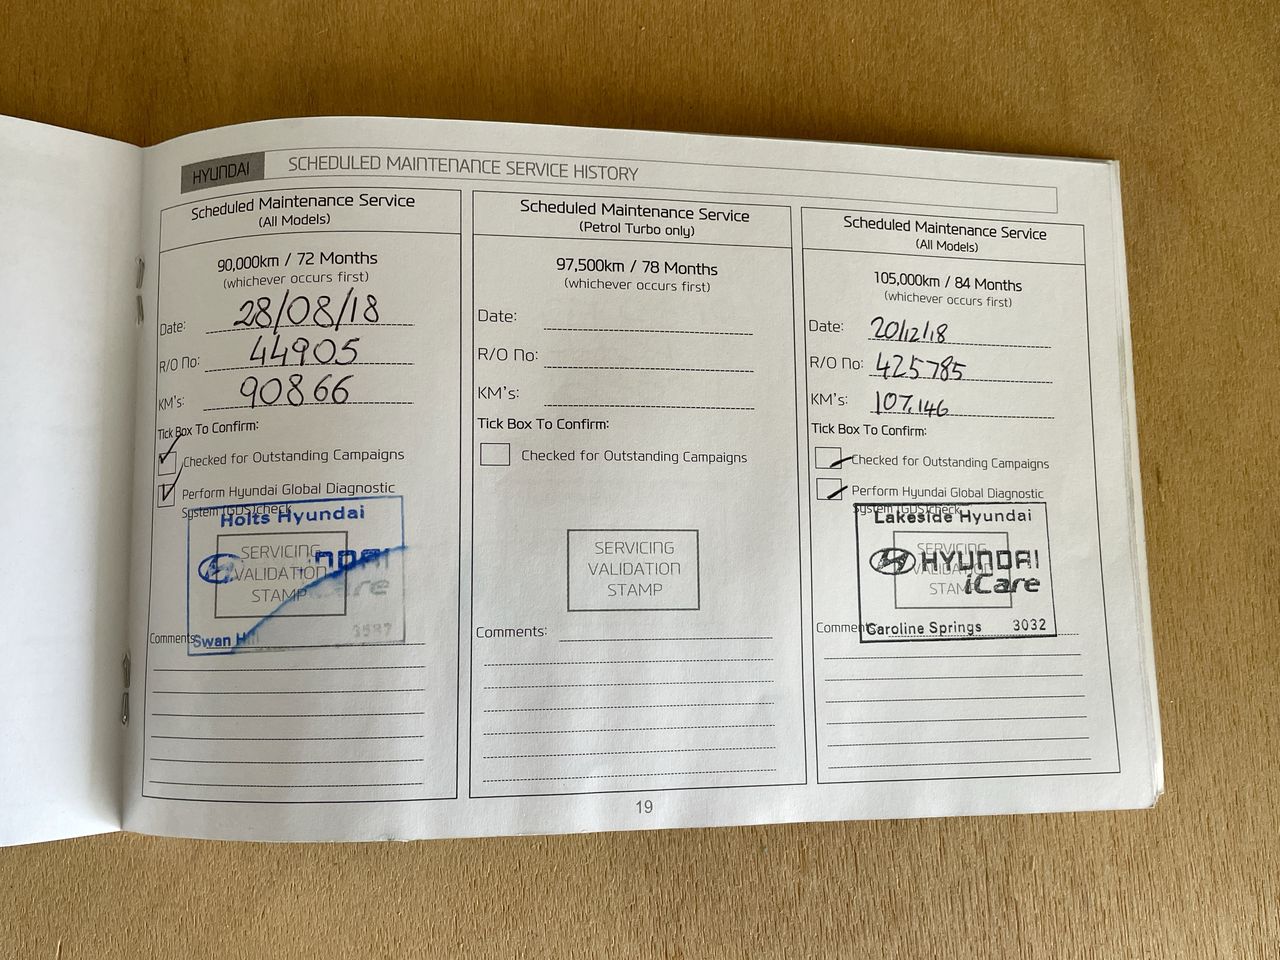 HYUNDAI SCHEDULED MAINTENANCE SERVICE HISTORY
Scheduled Maintenance Service
(All Models)
90,000km / 72 Months
(whichever occurs first)
Date: 28/08/18
R/O No: 44905
KM's: 90866
Tick Box To Confirm:
Checked for Outstanding Campaigns
Perform Hyundai Global Diagnostic
System (GDS)check
Holts Hyundai
SERVICING
VALIDATION
STAMP
Comments:
Swan
Scheduled Maintenance Service
(Petrol Turbo only)
97,500km / 78 Months
(whichever occurs first)
Date:
R/O No:
KM's:
Tick Box To Confirm:
Checked for Outstanding Campaigns
SERVICING
VALIDATION
STAMP
Comments:
Scheduled Maintenance Service
(All Models)
105,000km / 84 Months
(whichever occurs first)
Date: 20/12/18
R/O No: 425785
KM's: 107,146
Tick Box To Confirm:
Checked for Outstanding Campaigns
Perform Hyundai Global Diagnostic
System (GDS)check
Lakeside Hyundai
SERVICING
HYUNDAI
VALIDATION
iCare
STAMP
Comments:
Caroline Springs 3032
19